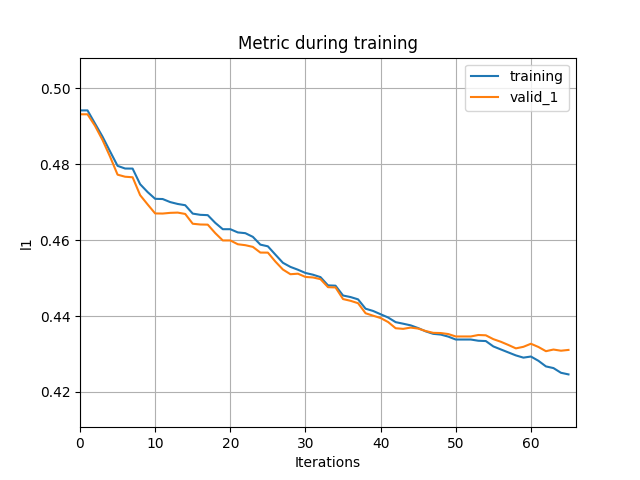 Metric during training
training
valid_1
l1
0.50
0.48
0.46
0.44
0.42
0 10 20 30 40 50 60
Iterations